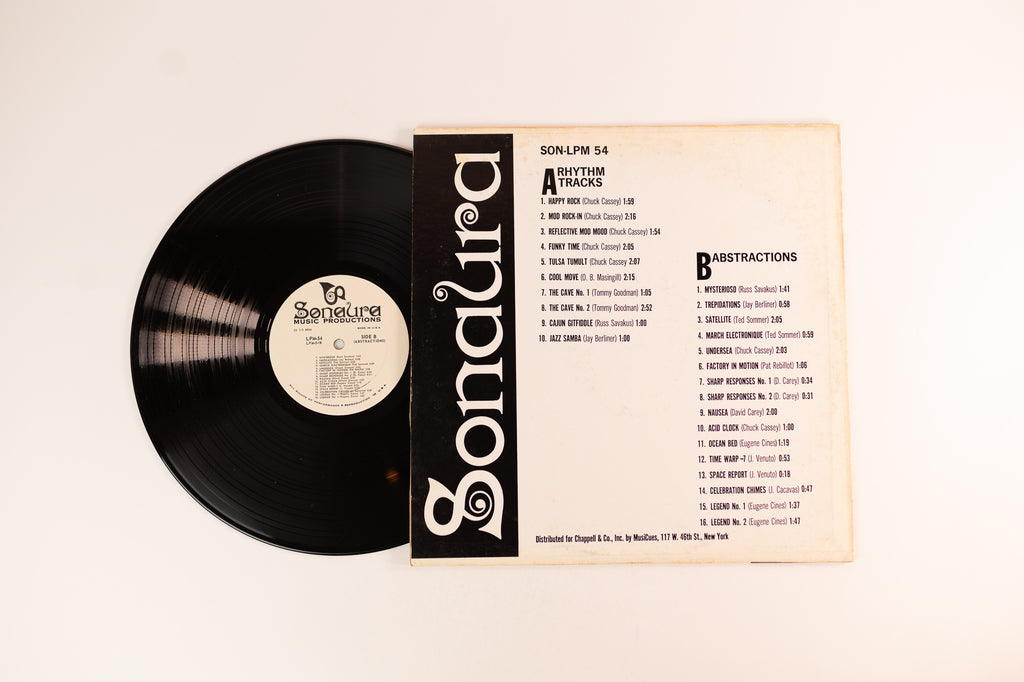 Sonaura
MUSIC PRODUCTIONS
MADE IN U.S.A.
LPM-54
SIDE B
(ABSTRACTIONS)
Sonaura
SON-LPM 54
A RHYTHM
TRACKS
1. HAPPY ROCK (Chuck Cassey) 1:59
2. MOD ROCK-IN (Chuck Cassey) 2:16
3. REFLECTIVE MOD MOOD (Chuck Cassey) 1:54
4. FUNKY TIME (Chuck Cassey) 2:05
5. TULSA TUMULT (Chuck Cassey 2:07
6. COOL MOVE (D. B. Masingill) 2:15
7. THE CAVE No. 1 (Tommy Goodman) 1:05
8. THE CAVE No. 2 (Tommy Goodman) 2:52
9. CAJUN GITFIDDLE (Russ Savakus) 1:00
10. JAZZ SAMBA (Jay Berliner) 1:00
B ABSTRACTIONS
1. MYSTERIOSO (Russ Savakus) 1:41
2. TREPIDATIONS (Jay Berliner) 0:58
3. SATELLITE (Ted Sommer) 2:05
4. MARCH ELECTRONIQUE (Ted Sommer) 0:59
5. UNDERSEA (Chuck Cassey) 2:03
6. FACTORY IN MOTION (Pat Rebillot) 1:06
7. SHARP RESPONSES No. 1 (D. Carey) 0:34
8. SHARP RESPONSES No. 2 (D. Carey) 0:31
9. NAUSEA (David Carey) 2:00
10. ACID CLOCK (Chuck Cassey) 1:00
11. OCEAN BED (Eugene Cines) 1:19
12. TIME WARP -7 (J. Venuto) 0:53
13. SPACE REPORT (J. Venuto) 0:18
14. CELEBRATION CHIMES (J. Cacavas) 0:47
15. LEGEND No. 1 (Eugene Cines) 1:37
16. LEGEND No. 2 (Eugene Cines) 1:47
Distributed for Chappell & Co., Inc. by MusiCues, 117 W. 46th St., New York